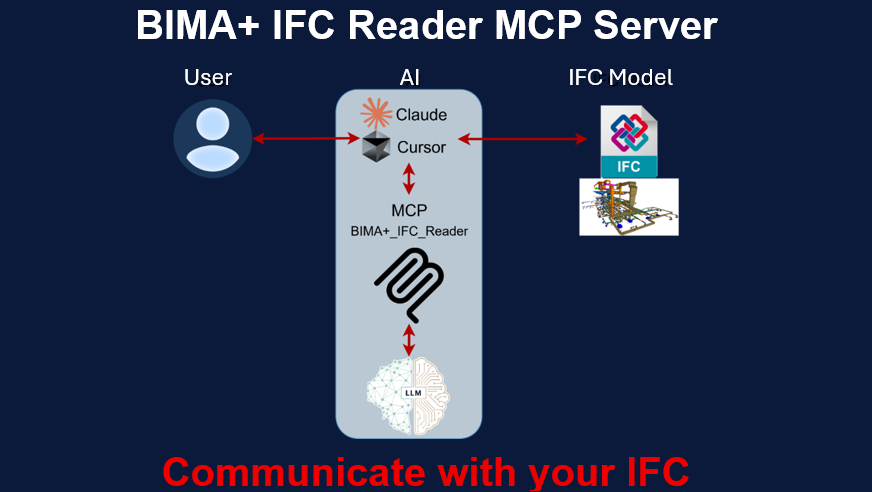 BIMA+ IFC Reader MCP Server
User
AI
IFC Model
Claude
Cursor
IFC
MCP
BIMA+_IFC_Reader
LLM
Communicate with your IFC